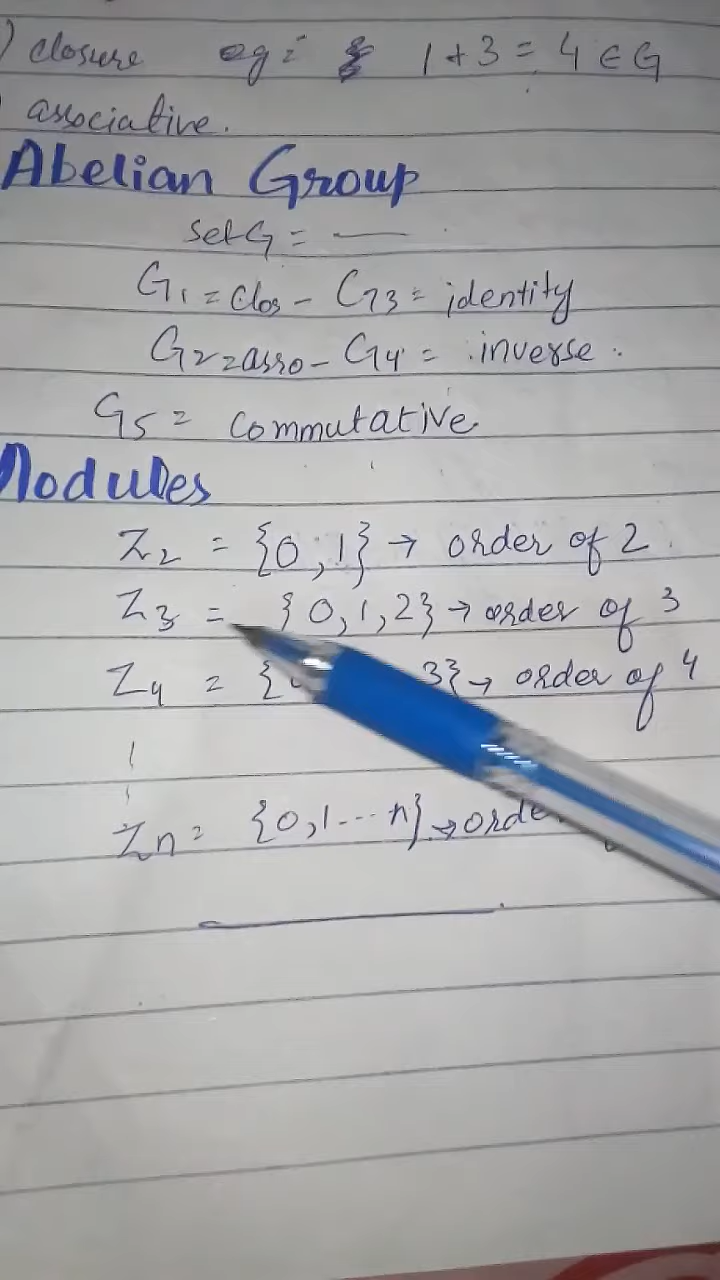 ) closure eg: 1 + 3 = 4 ∈ G
associative.
Abelian Group
set G = —
G1 = clos - G3 = identity
G2 = asso - G4 = inverse.
G5 = commutative
Modules
Z2 = {0, 1} → order of 2.
Z3 = {0, 1, 2} → order of 3
Z4 = { 3} → order of 4
Zn = {0, 1 --- n} →